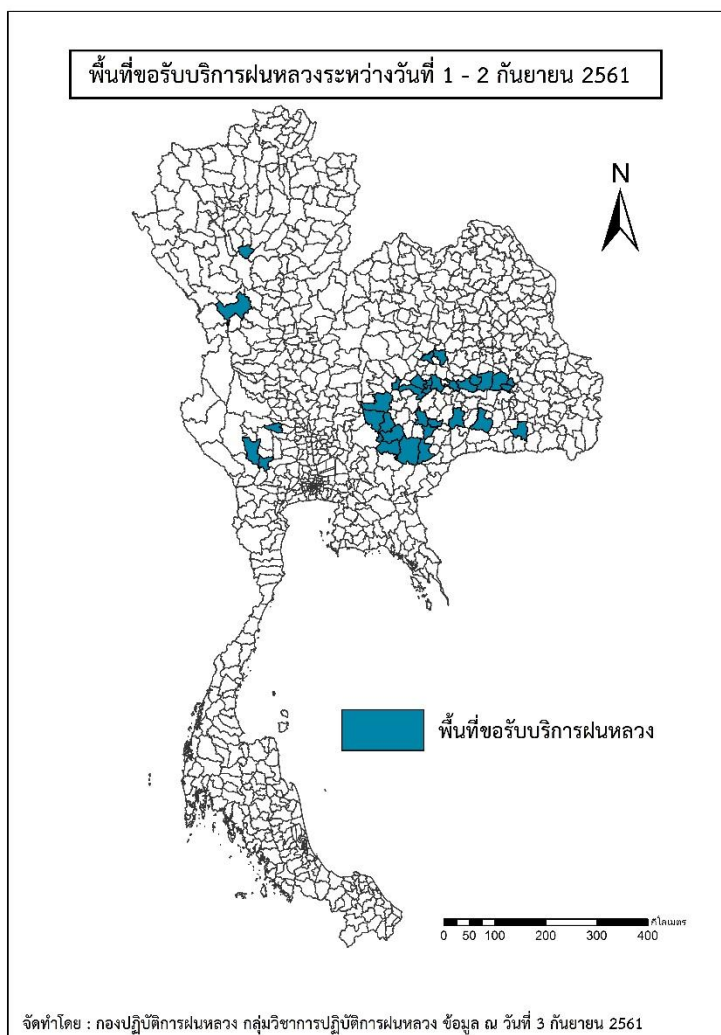 พื้นที่ขอรับบริการฝนหลวงระหว่างวันที่ 1 - 2 กันยายน 2561
N
พื้นที่ขอรับบริการฝนหลวง
กิโลเมตร
0 50 100 200 300 400
จัดทำโดย : กองปฏิบัติการฝนหลวง กลุ่มวิชาการปฏิบัติการฝนหลวง ข้อมูล ณ วันที่ 3 กันยายน 2561